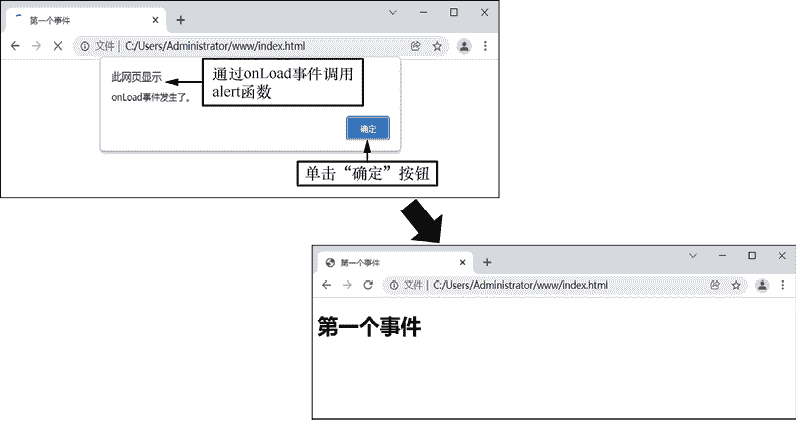 第一个事件
文件 | C:/Users/Administrator/www/index.html
此网页显示
onLoad事件发生了。
通过onLoad事件调用
alert函数
确定
单击“确定”按钮
第一个事件
文件 | C:/Users/Administrator/www/index.html
第一个事件